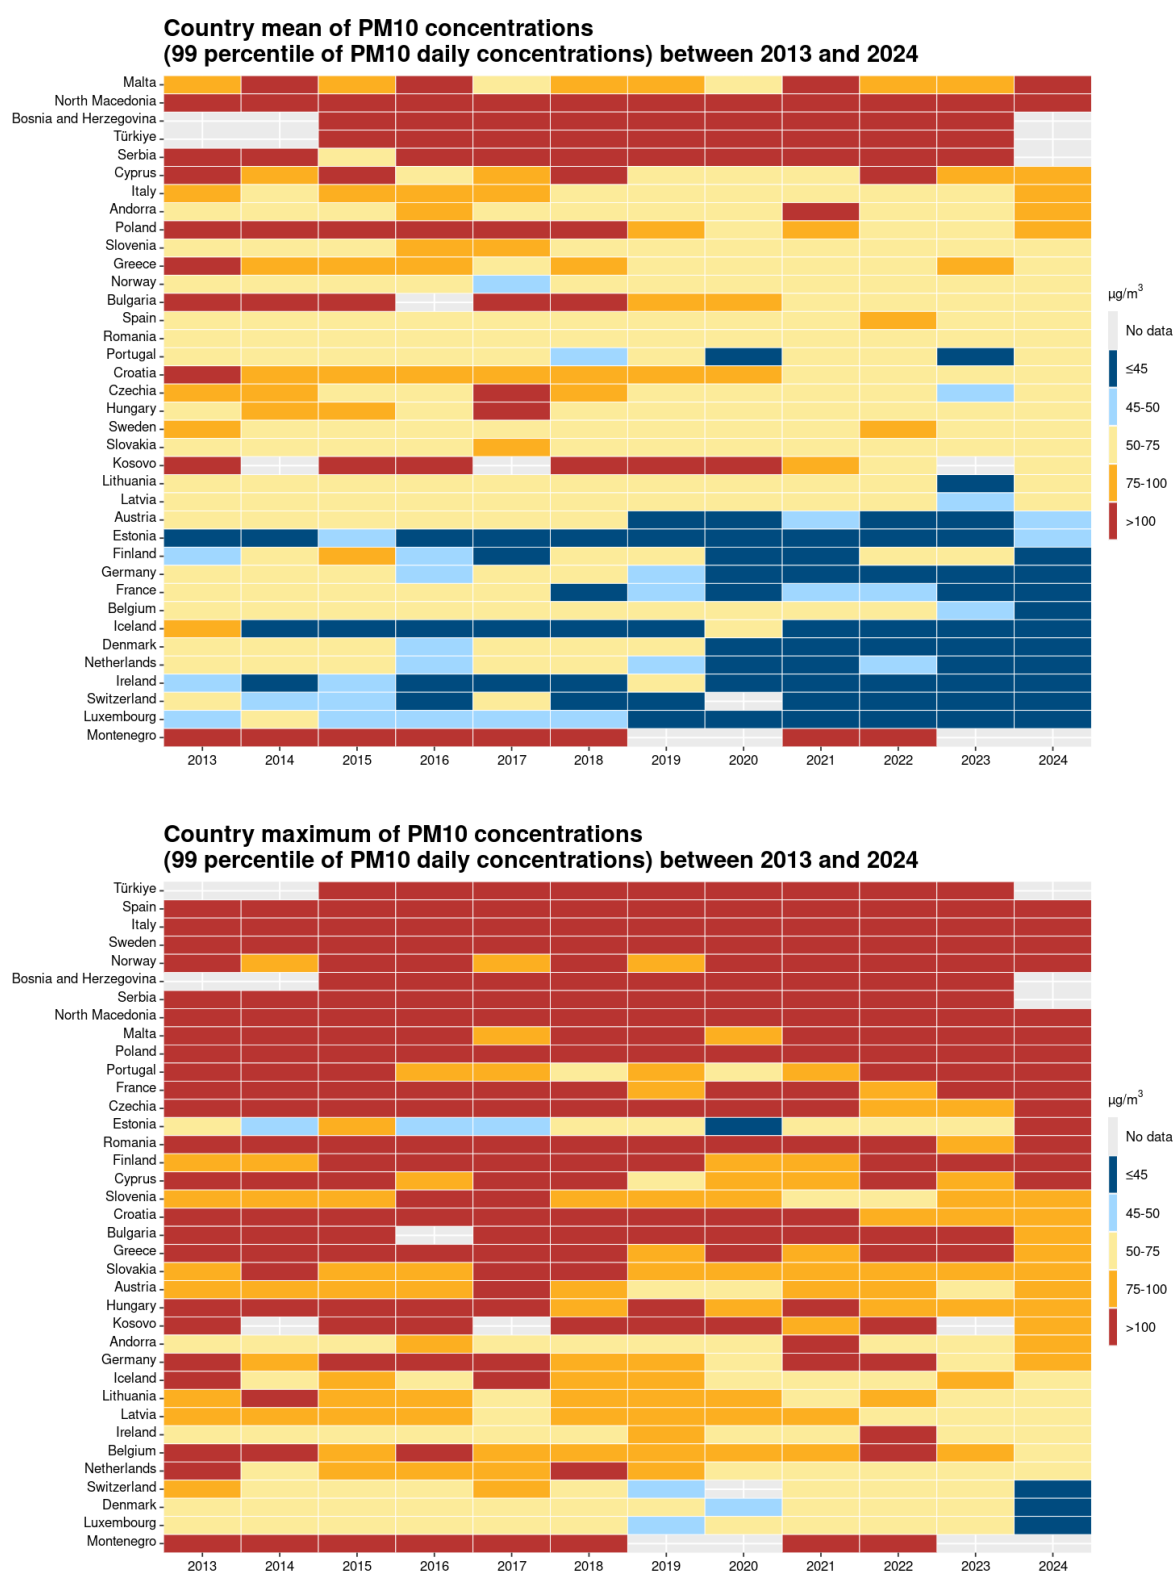 Country mean of PM10 concentrations
(99 percentile of PM10 daily concentrations) between 2013 and 2024
Malta
North Macedonia
Bosnia and Herzegovina
Türkiye
Serbia
Cyprus
Italy
Andorra
Poland
Slovenia
Greece
Norway
Bulgaria
Spain
Romania
Portugal
Croatia
Czechia
Hungary
Sweden
Slovakia
Kosovo
Lithuania
Latvia
Austria
Estonia
Finland
Germany
France
Belgium
Iceland
Denmark
Netherlands
Ireland
Switzerland
Luxembourg
Montenegro
2013 2014 2015 2016 2017 2018 2019 2020 2021 2022 2023 2024
µg/m³
No data
≤45
45-50
50-75
75-100
>100
Country maximum of PM10 concentrations
(99 percentile of PM10 daily concentrations) between 2013 and 2024
Türkiye
Spain
Italy
Sweden
Norway
Bosnia and Herzegovina
Serbia
North Macedonia
Malta
Poland
Portugal
France
Czechia
Estonia
Romania
Finland
Cyprus
Slovenia
Croatia
Bulgaria
Greece
Slovakia
Austria
Hungary
Kosovo
Andorra
Germany
Iceland
Lithuania
Latvia
Ireland
Belgium
Netherlands
Switzerland
Denmark
Luxembourg
Montenegro
2013 2014 2015 2016 2017 2018 2019 2020 2021 2022 2023 2024
µg/m³
No data
≤45
45-50
50-75
75-100
>100